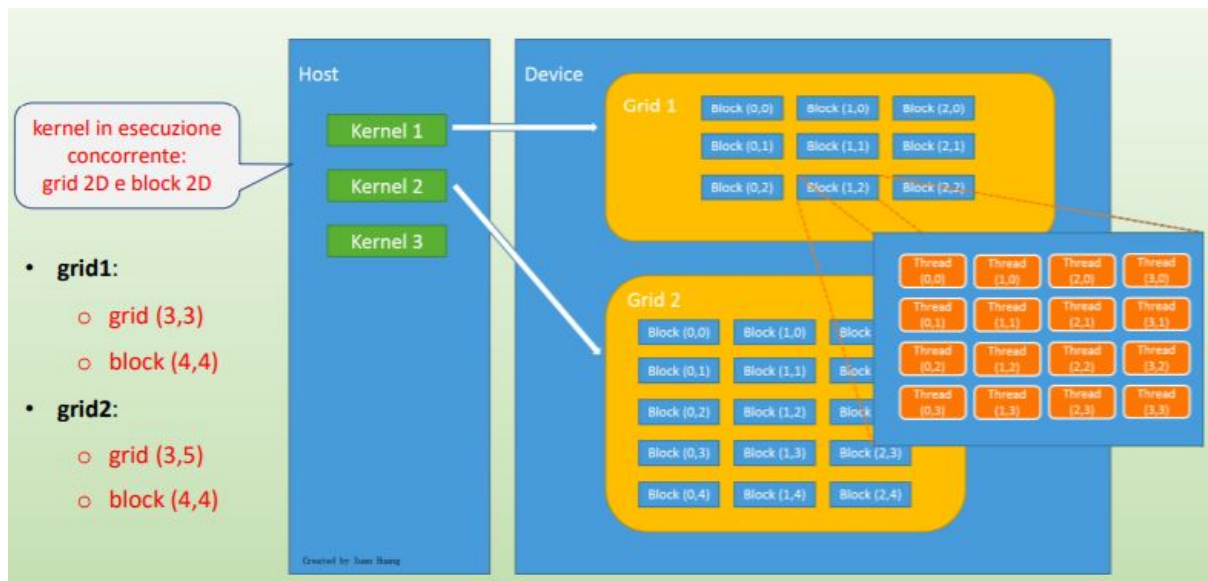 Host
Device
kernel in esecuzione
concorrente:
grid 2D e block 2D
Kernel 1
Kernel 2
Kernel 3
• grid1:
o grid (3,3)
o block (4,4)
• grid2:
o grid (3,5)
o block (4,4)
Created by Juan Huang
Grid 1
Block (0,0) Block (1,0) Block (2,0)
Block (0,1) Block (1,1) Block (2,1)
Block (0,2) Block (1,2) Block (2,2)
Grid 2
Block (0,0) Block (1,0) Block
Block (0,1) Block (1,1) Block
Block (0,2) Block (1,2) Block
Block (0,3) Block (1,3) Block (2,3)
Block (0,4) Block (1,4) Block (2,4)
Thread Thread Thread Thread
(0,0) (1,0) (2,0) (3,0)
Thread Thread Thread Thread
(0,1) (1,1) (2,1) (3,1)
Thread Thread Thread Thread
(0,2) (1,2) (2,2) (3,2)
Thread Thread Thread Thread
(0,3) (1,3) (2,3) (3,3)